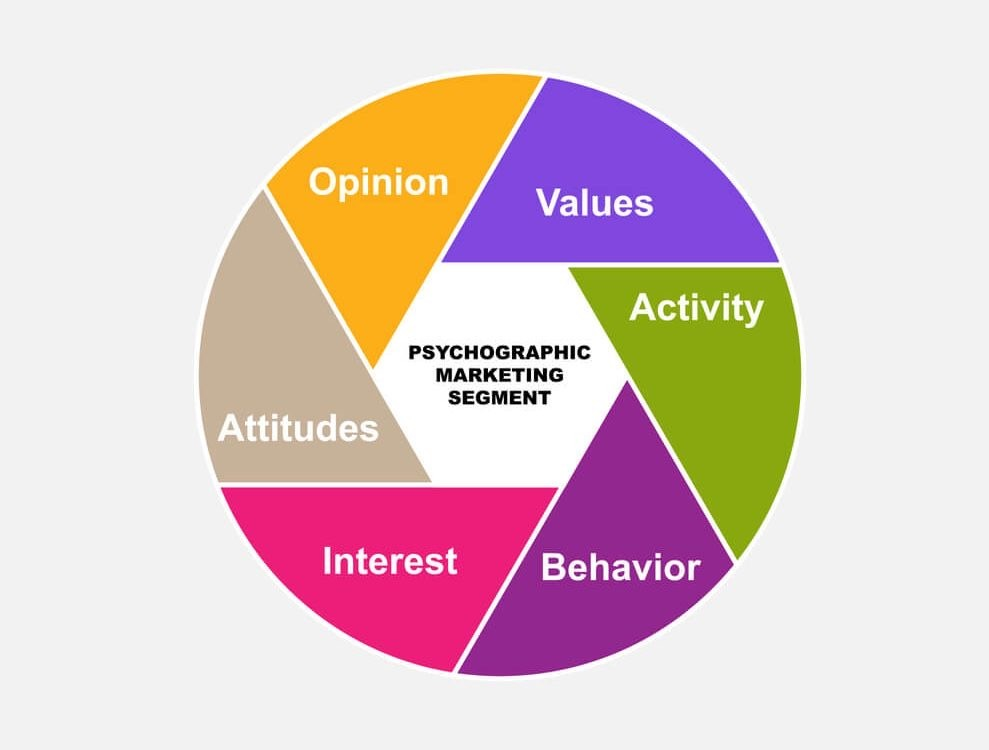 Opinion
Values
Activity
PSYCHOGRAPHIC
MARKETING
SEGMENT
Attitudes
Interest
Behavior